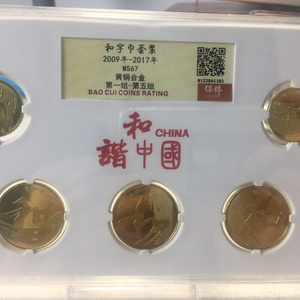 和字币套装
2009年-2017年
MS67
黄铜合金
第一组-第五组
BAO CUI COINS RATING
保粹
和 CHINA
諧 中國